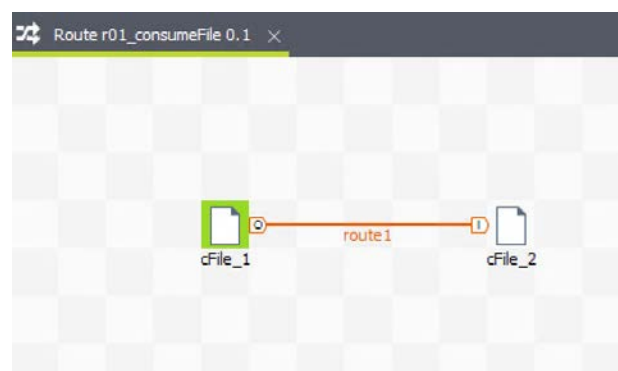 Route r01_consumeFile 0.1
O
route1
I
cFile_1
cFile_2